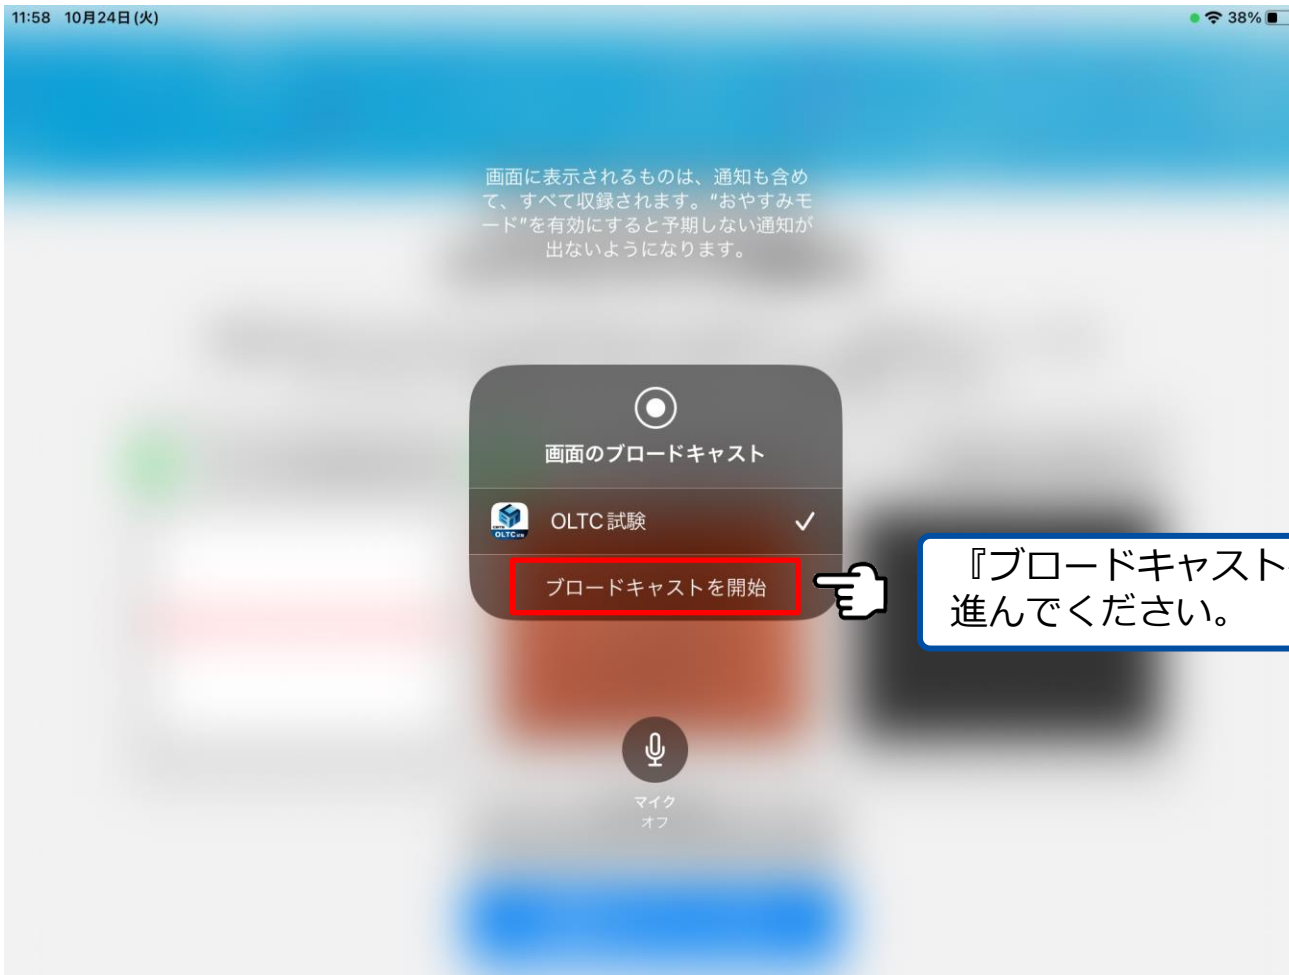 11:58 10月24日(火)
38%
画面に表示されるものは、通知も含め
て、すべて収録されます。“おやすみモ
ード”を有効にすると予期しない通知が
出ないようになります。
画面のブロードキャスト
OLTC試験
OLTC試験
ブロードキャストを開始
『ブロードキャスト
進んでください。
マイク
オフ